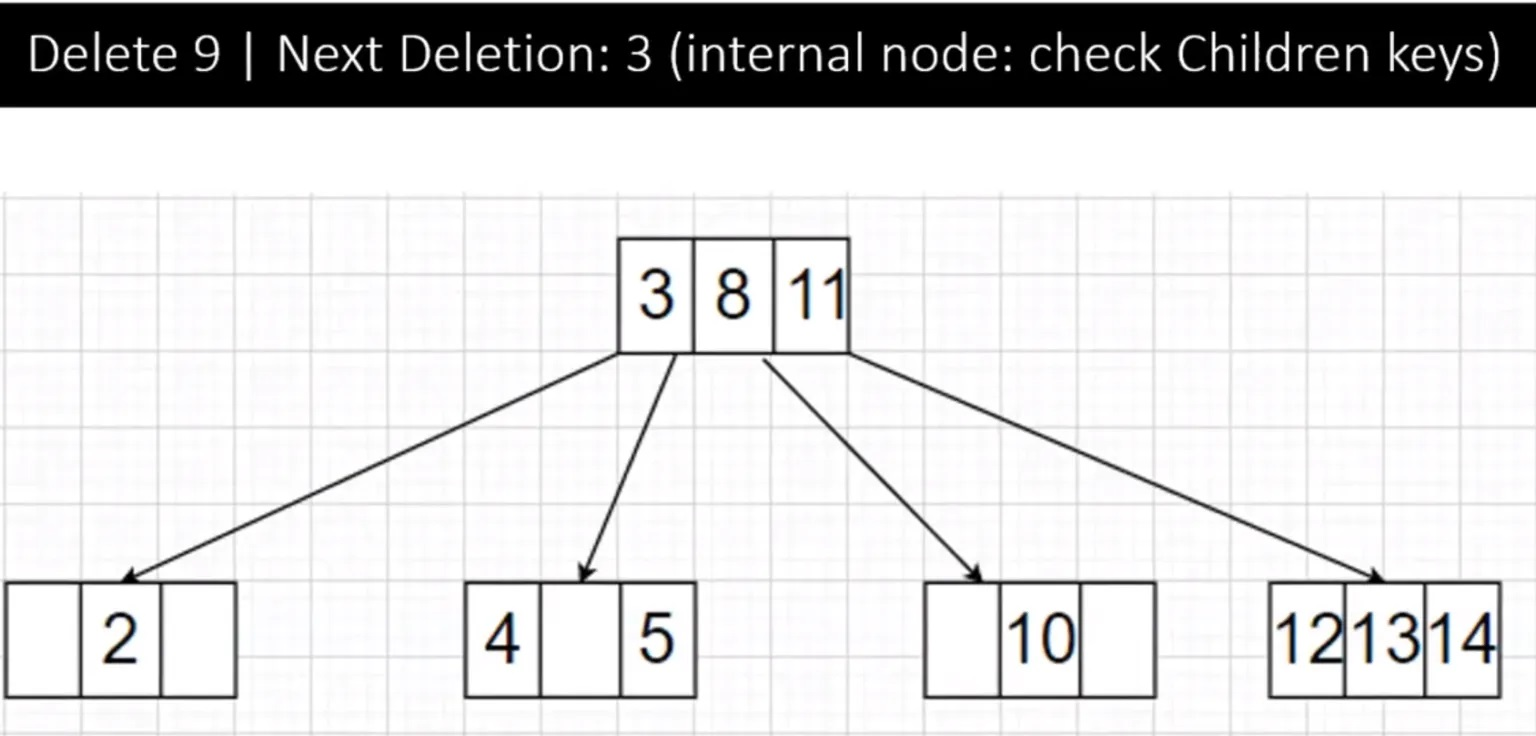 Delete 9 | Next Deletion: 3 (internal node: check Children keys)
3 8 11
2 4 5 10 12 13 14